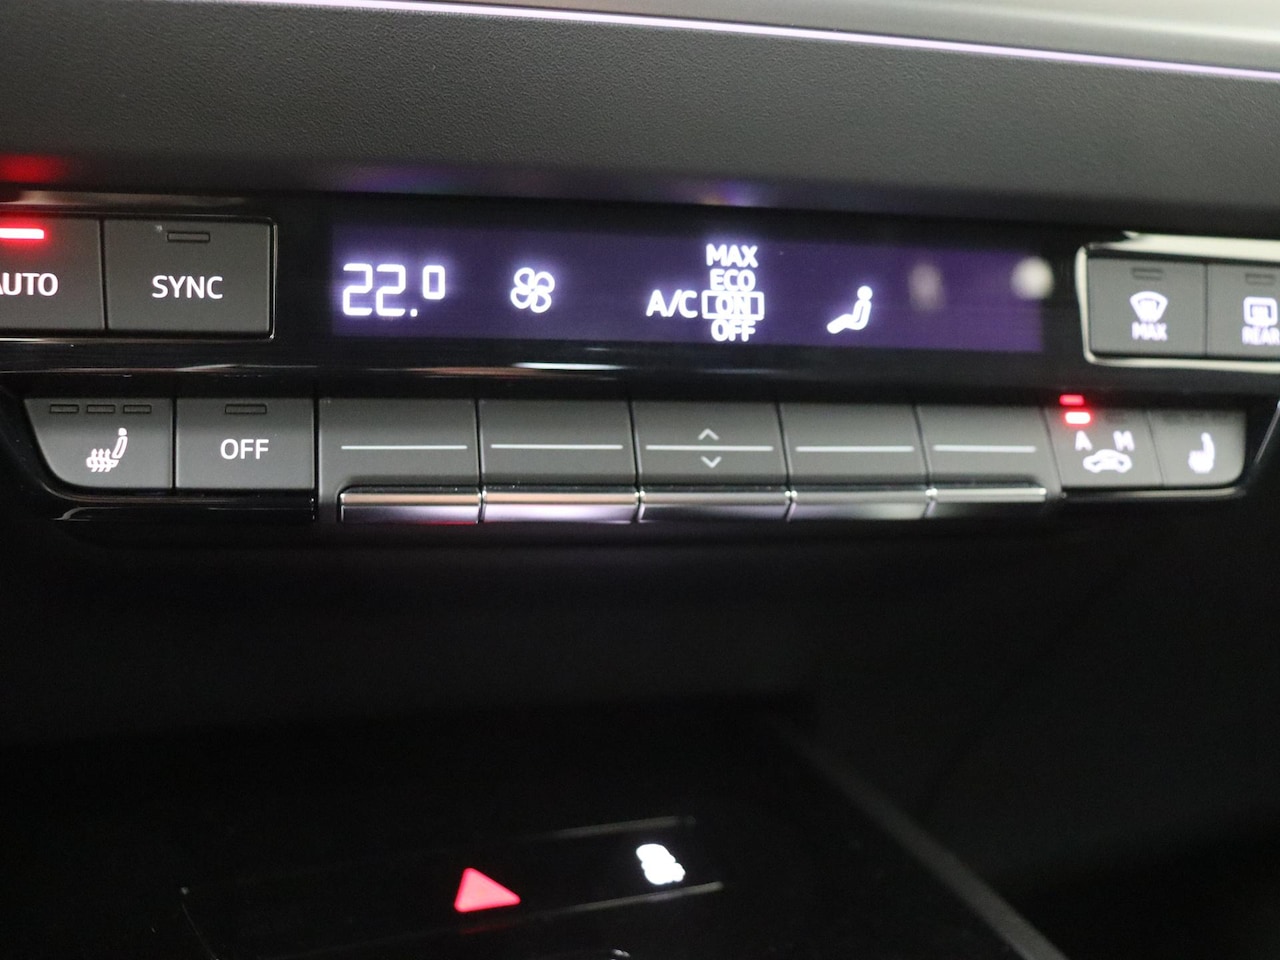 AUTO
SYNC
22.0
A/C
MAX
ECO
ON
OFF
MAX
REAR
OFF
A M